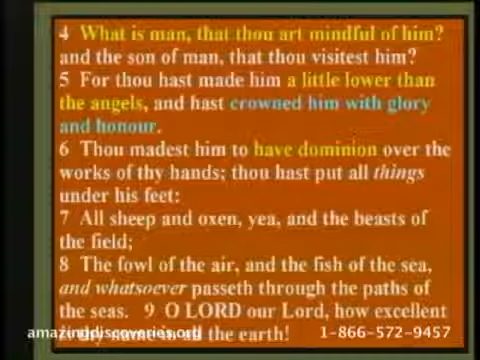 4 What is man, that thou art mindful of him?
and the son of man, that thou visitest him?
5 For thou hast made him a little lower than
the angels, and hast crowned him with glory
and honour.
6 Thou madest him to have dominion over the
works of thy hands; thou hast put all things
under his feet:
7 All sheep and oxen, yea, and the beasts of
the field;
8 The fowl of the air, and the fish of the sea,
and whatsoever passeth through the paths of
the seas. 9 O LORD our Lord, how excellent
is thy name in all the earth!
amazingdiscoveries.org 1-866-572-9457